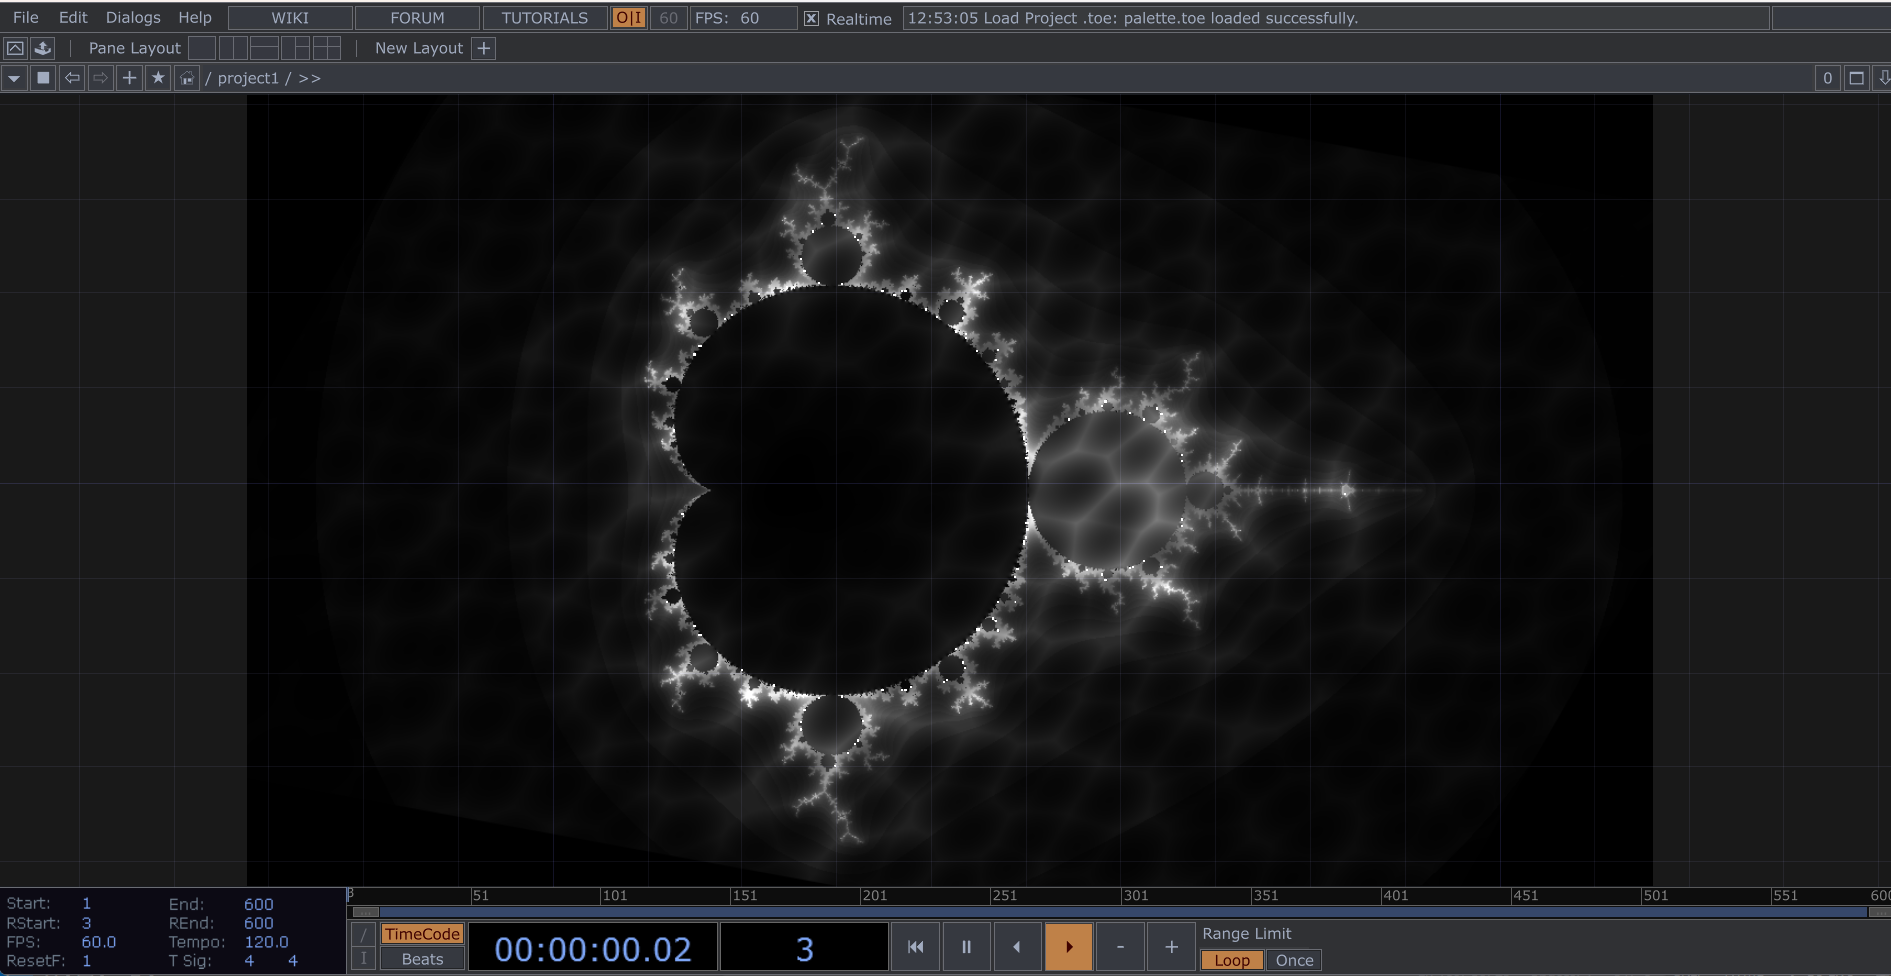 File Edit Dialogs Help WIKI FORUM TUTORIALS O|I 60 FPS: 60 Realtime 12:53:05 Load Project .toe: palette.toe loaded successfully.
Pane Layout New Layout +
/ project1 / >> 0
51 101 151 201 251 301 351 401 451 501 551
Start: 1 End: 600
RStart: 3 REnd: 600
FPS: 60.0 Tempo: 120.0
ResetF: 1 T Sig: 4 4
/ TimeCode
I Beats
00:00:00.02 3 - +
Range Limit
Loop Once